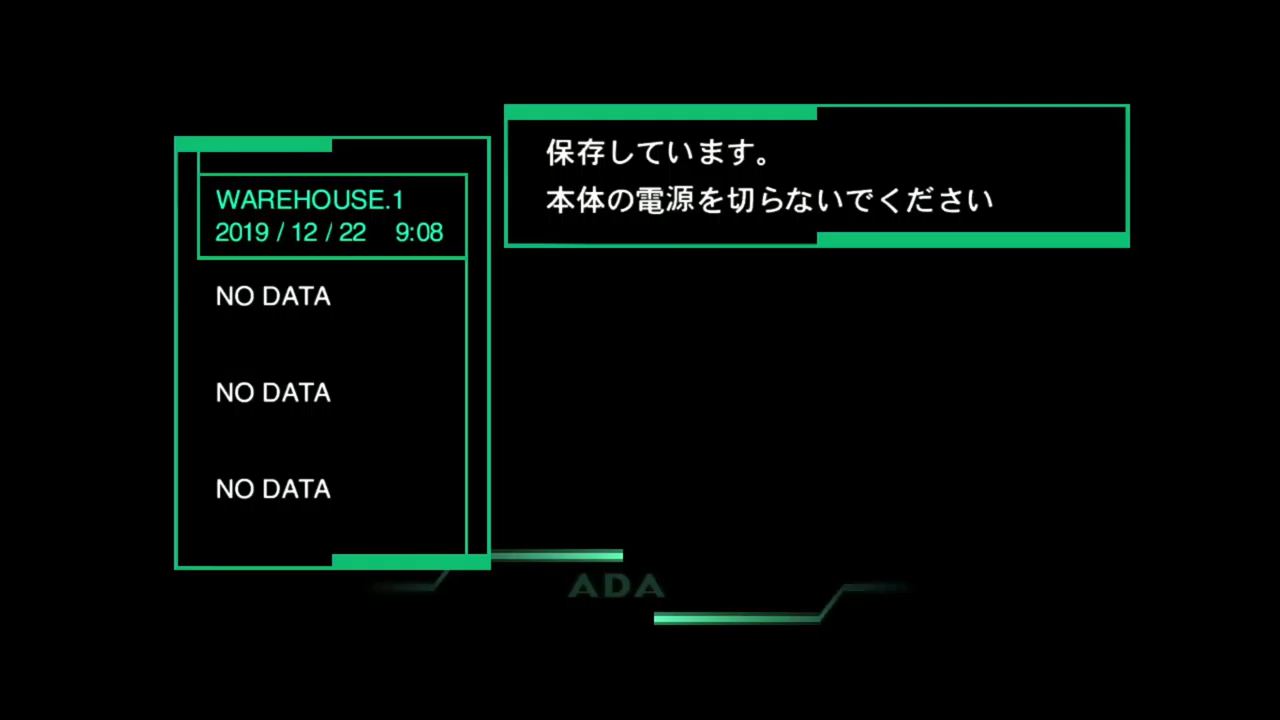 WAREHOUSE.1
2019 / 12 / 22 9:08
NO DATA
NO DATA
NO DATA
保存しています。
本体の電源を切らないでください
ADA